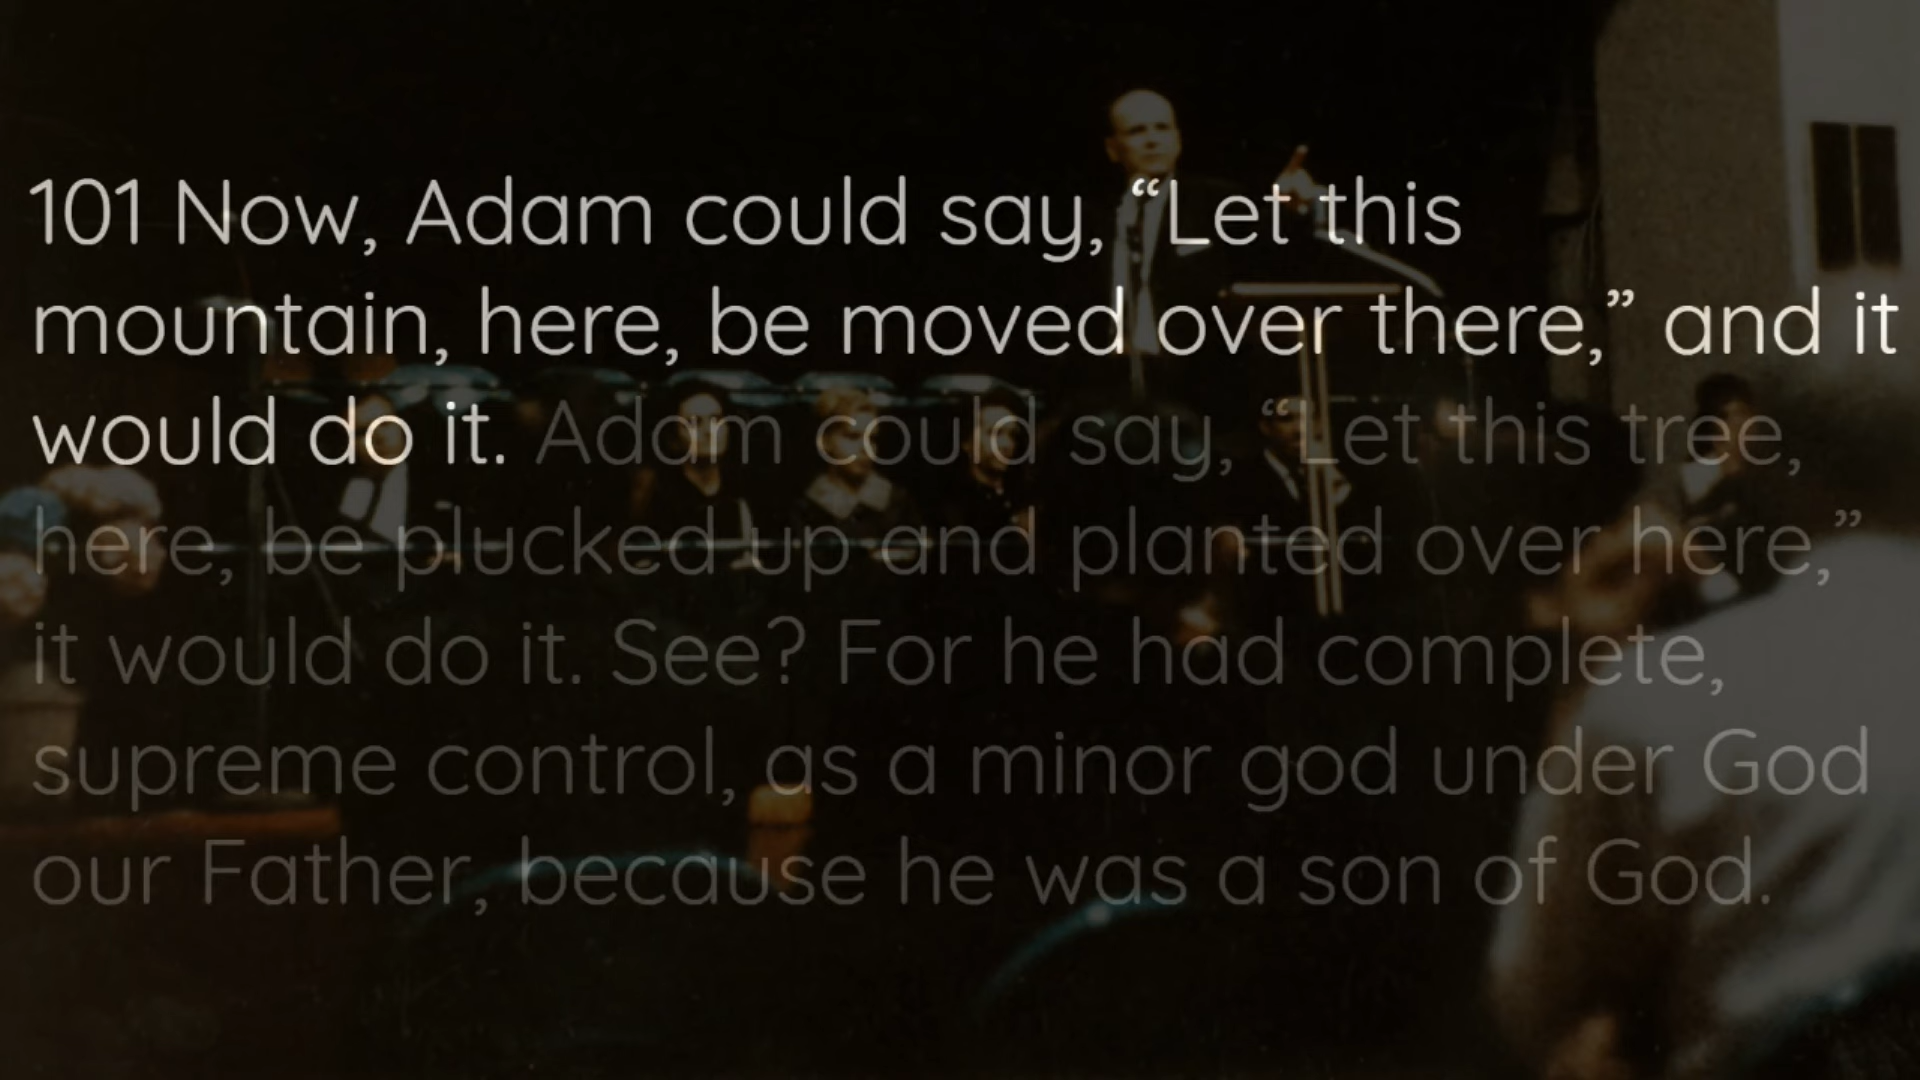 101 Now, Adam could say, “Let this
mountain, here, be moved over there,” and it
would do it. Adam could say, “Let this tree,
here, be plucked up and planted over here,”
it would do it. See? For he had complete,
supreme control, as a minor god under God
our Father, because he was a son of God.